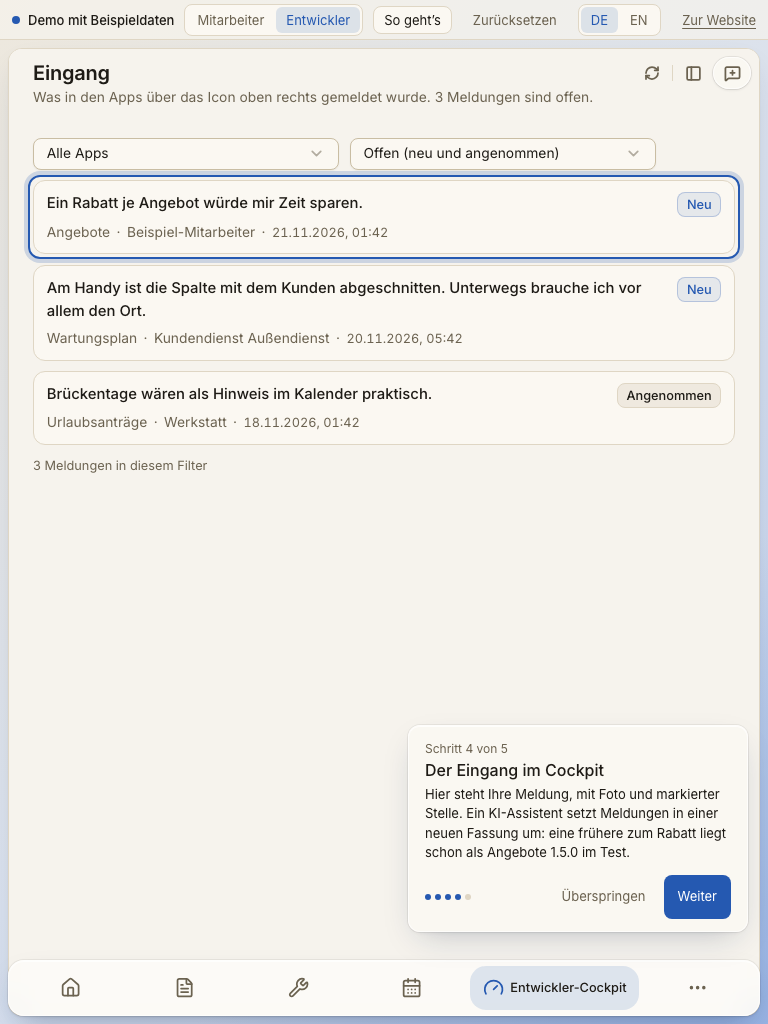 Demo mit Beispieldaten Mitarbeiter Entwickler So geht's Zurücksetzen DE EN Zur Website
Eingang
Was in den Apps über das Icon oben rechts gemeldet wurde. 3 Meldungen sind offen.
Alle Apps Offen (neu und angenommen)
Ein Rabatt je Angebot würde mir Zeit sparen. Neu
Angebote · Beispiel-Mitarbeiter · 21.11.2026, 01:42
Am Handy ist die Spalte mit dem Kunden abgeschnitten. Unterwegs brauche ich vor Neu
allem den Ort.
Wartungsplan · Kundendienst Außendienst · 20.11.2026, 05:42
Brückentage wären als Hinweis im Kalender praktisch. Angenommen
Urlaubsanträge · Werkstatt · 18.11.2026, 01:42
3 Meldungen in diesem Filter
Schritt 4 von 5
Der Eingang im Cockpit
Hier steht Ihre Meldung, mit Foto und markierter
Stelle. Ein KI-Assistent setzt Meldungen in einer
neuen Fassung um: eine frühere zum Rabatt liegt
schon als Angebote 1.5.0 im Test.
Überspringen Weiter
Entwickler-Cockpit